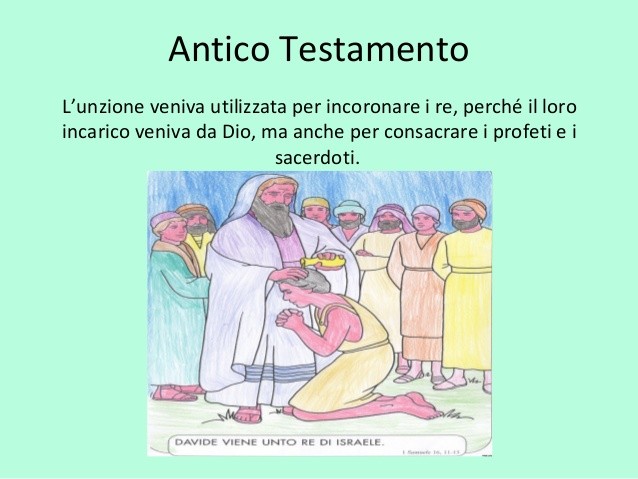 Antico Testamento
L’unzione veniva utilizzata per incoronare i re, perché il loro
incarico veniva da Dio, ma anche per consacrare i profeti e i
sacerdoti.
DAVIDE VIENE UNTO RE DI ISRAELE.
1 Samuele 16, 11-13